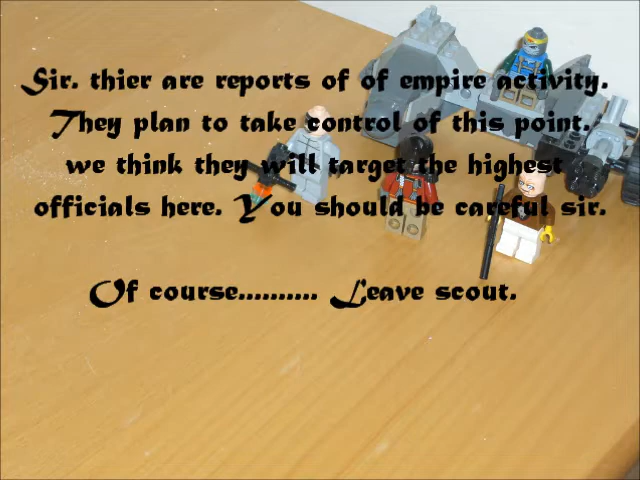 Sir. thier are reports of of empire activity.
They plan to take control of this point.
we think they will target the highest
officials here. You should be careful sir.
Of course.......... Leave scout.